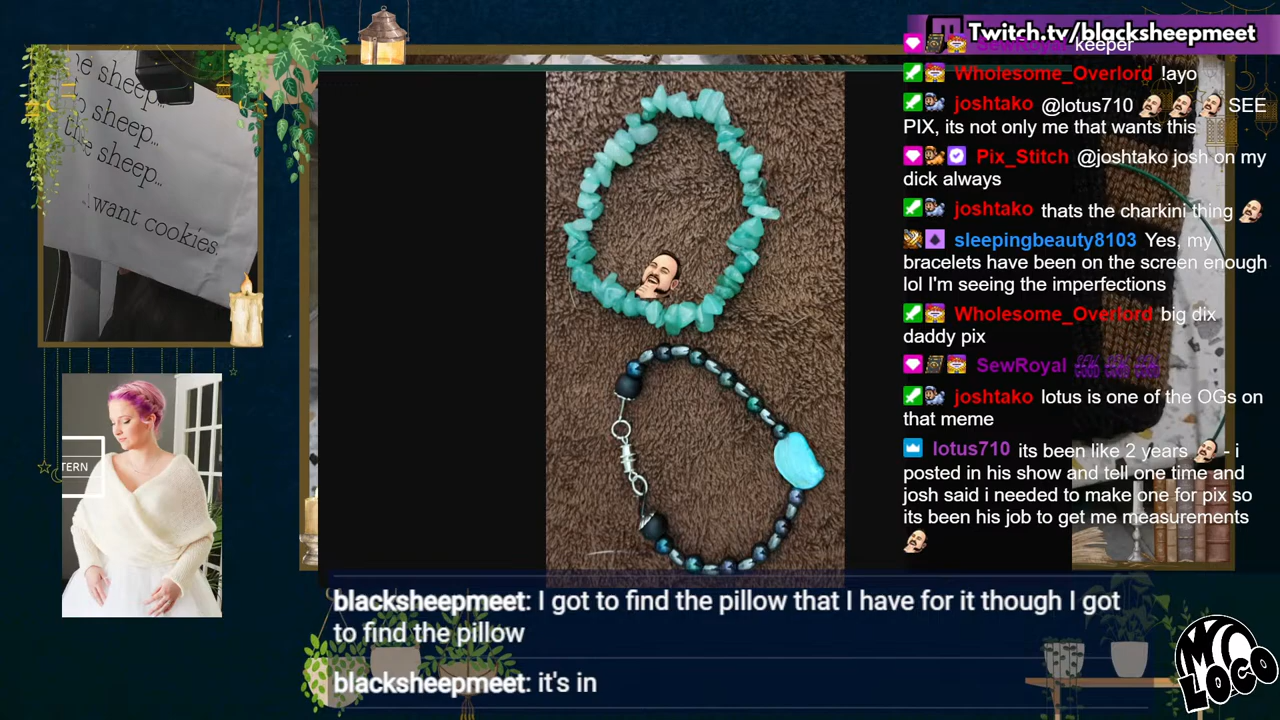 Twitch.tv/blacksheepmeet
SewRoyal keeper
Wholesome_Overlord !ayo
joshtako @lotus710 SEE
PIX, its not only me that wants this
Pix_Stitch @joshtako josh on my
dick always
joshtako thats the charkini thing
sleepingbeauty8103 Yes, my
bracelets have been on the screen enough
lol I'm seeing the imperfections
Wholesome_Overlord big dix
daddy pix
SewRoyal
joshtako lotus is one of the OGs on
that meme
lotus710 its been like 2 years - i
posted in his show and tell one time and
josh said i needed to make one for pix so
its been his job to get me measurements
sheep...
sheep...
the sheep...
want cookies.
TERN
blacksheepmeet: I got to find the pillow that I have for it though I got
to find the pillow
blacksheepmeet: it's in
MC
LOCO